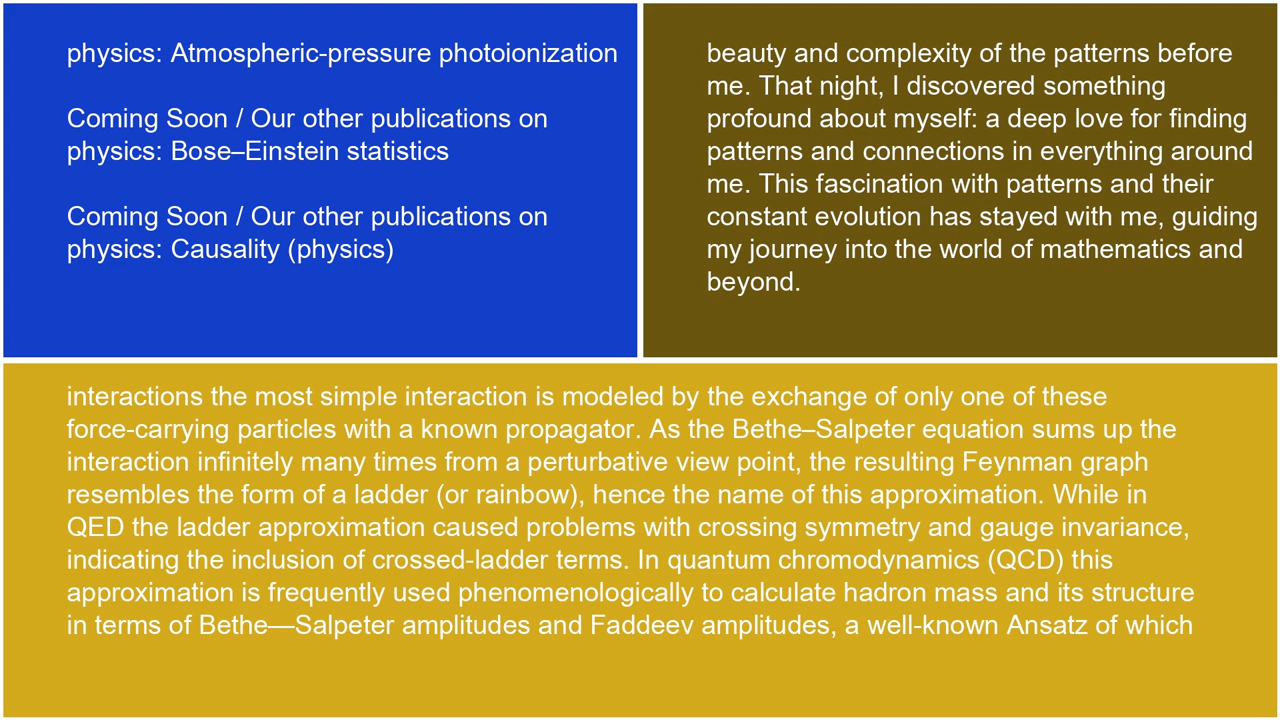 physics: Atmospheric-pressure photoionization
Coming Soon / Our other publications on
physics: Bose–Einstein statistics
Coming Soon / Our other publications on
physics: Causality (physics)
beauty and complexity of the patterns before
me. That night, I discovered something
profound about myself: a deep love for finding
patterns and connections in everything around
me. This fascination with patterns and their
constant evolution has stayed with me, guiding
my journey into the world of mathematics and
beyond.
interactions the most simple interaction is modeled by the exchange of only one of these
force-carrying particles with a known propagator. As the Bethe–Salpeter equation sums up the
interaction infinitely many times from a perturbative view point, the resulting Feynman graph
resembles the form of a ladder (or rainbow), hence the name of this approximation. While in
QED the ladder approximation caused problems with crossing symmetry and gauge invariance,
indicating the inclusion of crossed-ladder terms. In quantum chromodynamics (QCD) this
approximation is frequently used phenomenologically to calculate hadron mass and its structure
in terms of Bethe—Salpeter amplitudes and Faddeev amplitudes, a well-known Ansatz of which